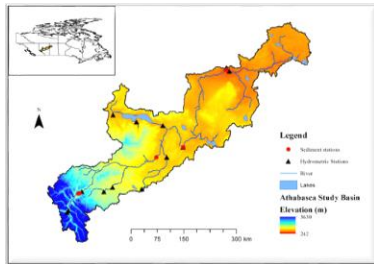 N
Legend
Sediment stations
Hydrometric Stations
River
Lakes
Athabasca Study Basin
Elevation (m)
3630
212
0 75 150 300 km